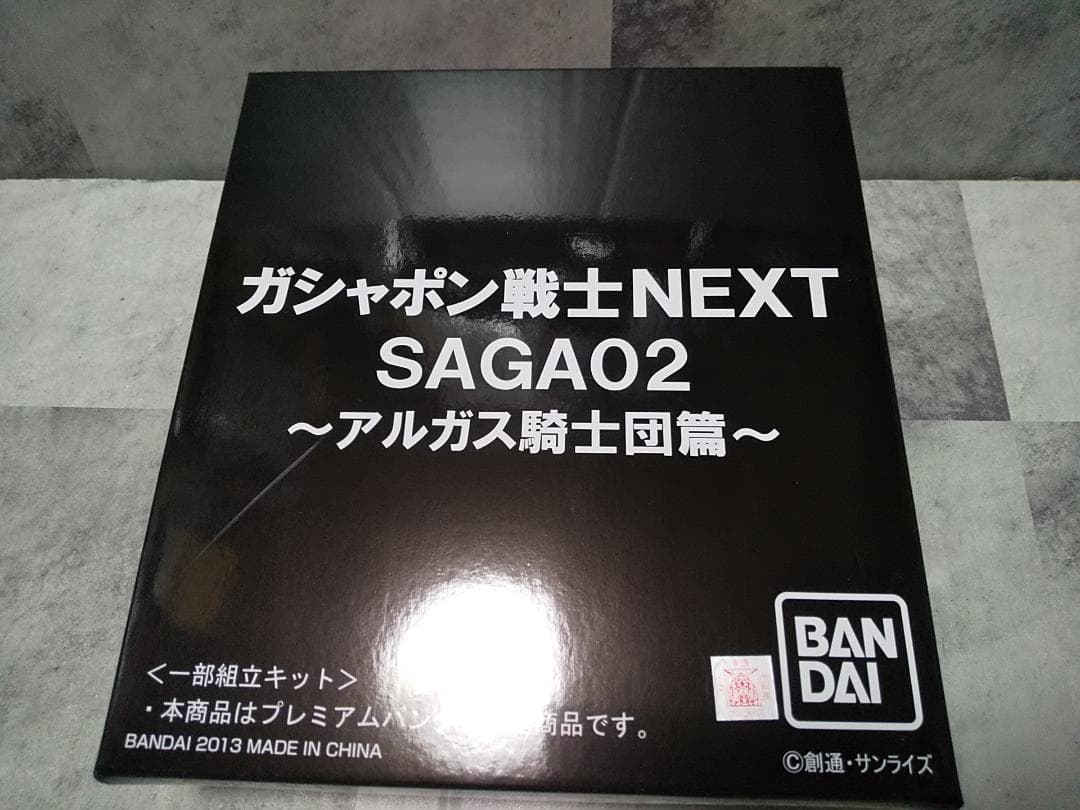 ガシャポン戦士NEXT
SAGA02
～アルガス騎士団篇～
BAN
DAI
＜一部組立キット＞
・本商品はプレミアムバン 商品です。
BANDAI 2013 MADE IN CHINA
©創通・サンライズ